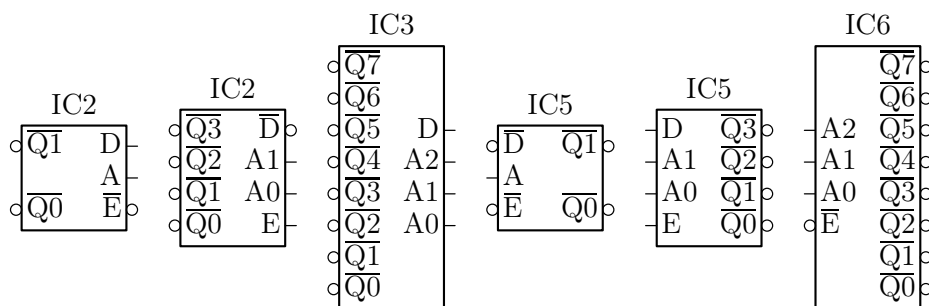 IC2
Q1 D
A
Q0 E
IC2
Q3 D
Q2 A1
Q1 A0
Q0 E
IC3
Q7
Q6
Q5 D
Q4 A2
Q3 A1
Q2 A0
Q1
Q0
IC5
D Q1
A
E Q0
IC5
D Q3
A1 Q2
A0 Q1
E Q0
IC6
Q7
Q6
A2 Q5
A1 Q4
A0 Q3
E Q2
Q1
Q0